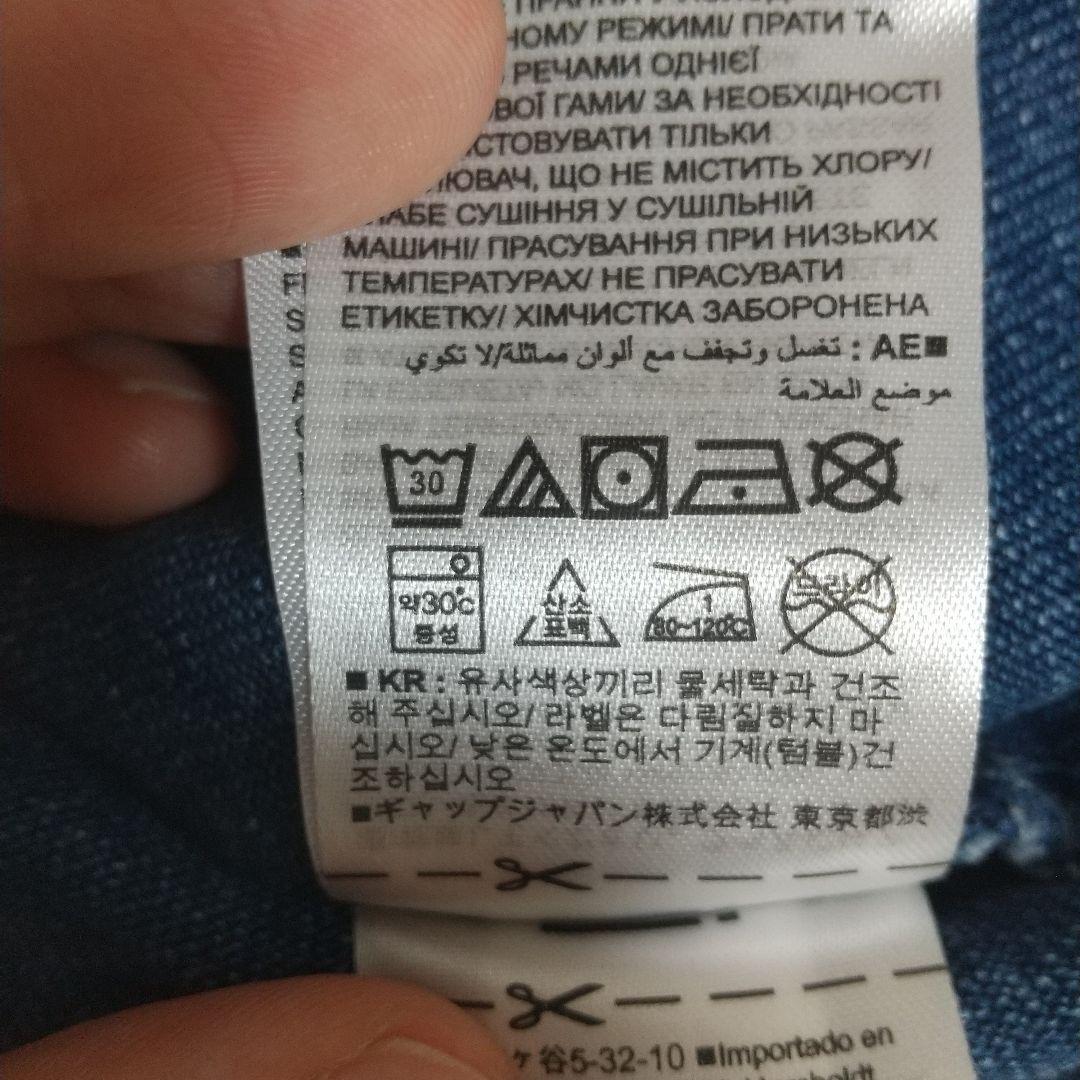 НОМУ РЕЖИМІ/ ПРАТИ ТА
РЕЧАМИ ОДНІЄЇ
ВОЇ ГАМИ/ ЗА НЕОБХІДНОСТІ
СТОВУВАТИ ТІЛЬКИ
ЮВАЧ, ЩО НЕ МІСТИТЬ ХЛОРУ/
АБЕ СУШІННЯ У СУШІЛЬНІЙ
МАШИНІ/ ПРАСУВАННЯ ПРИ НИЗЬКИХ
ТЕМПЕРАТУРАХ/ НЕ ПРАСУВАТИ
ЕТИКЕТКУ/ ХІМЧИСТКА ЗАБОРОНЕНА
■AE : تغسل وتجفف مع ألوان مماثلة/لا تكوي
موضع العلامة
30
약30℃
중성
산소
표백
1
80~120℃
드라이
■ KR : 유사색상끼리 물세탁과 건조
해 주십시오/ 라벨은 다림질하지 마
십시오/ 낮은 온도에서 기계(텀블)건
조하십시오
■ギャップジャパン株式会社 東京都渋
ヶ谷5-32-10 ■Importado en